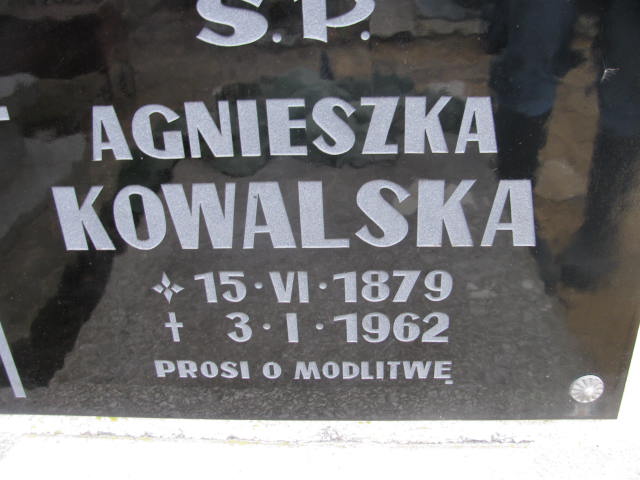 Ś.P.
AGNIESZKA
KOWALSKA
15·VI·1879
† 3·I·1962
PROSI O MODLITWĘ